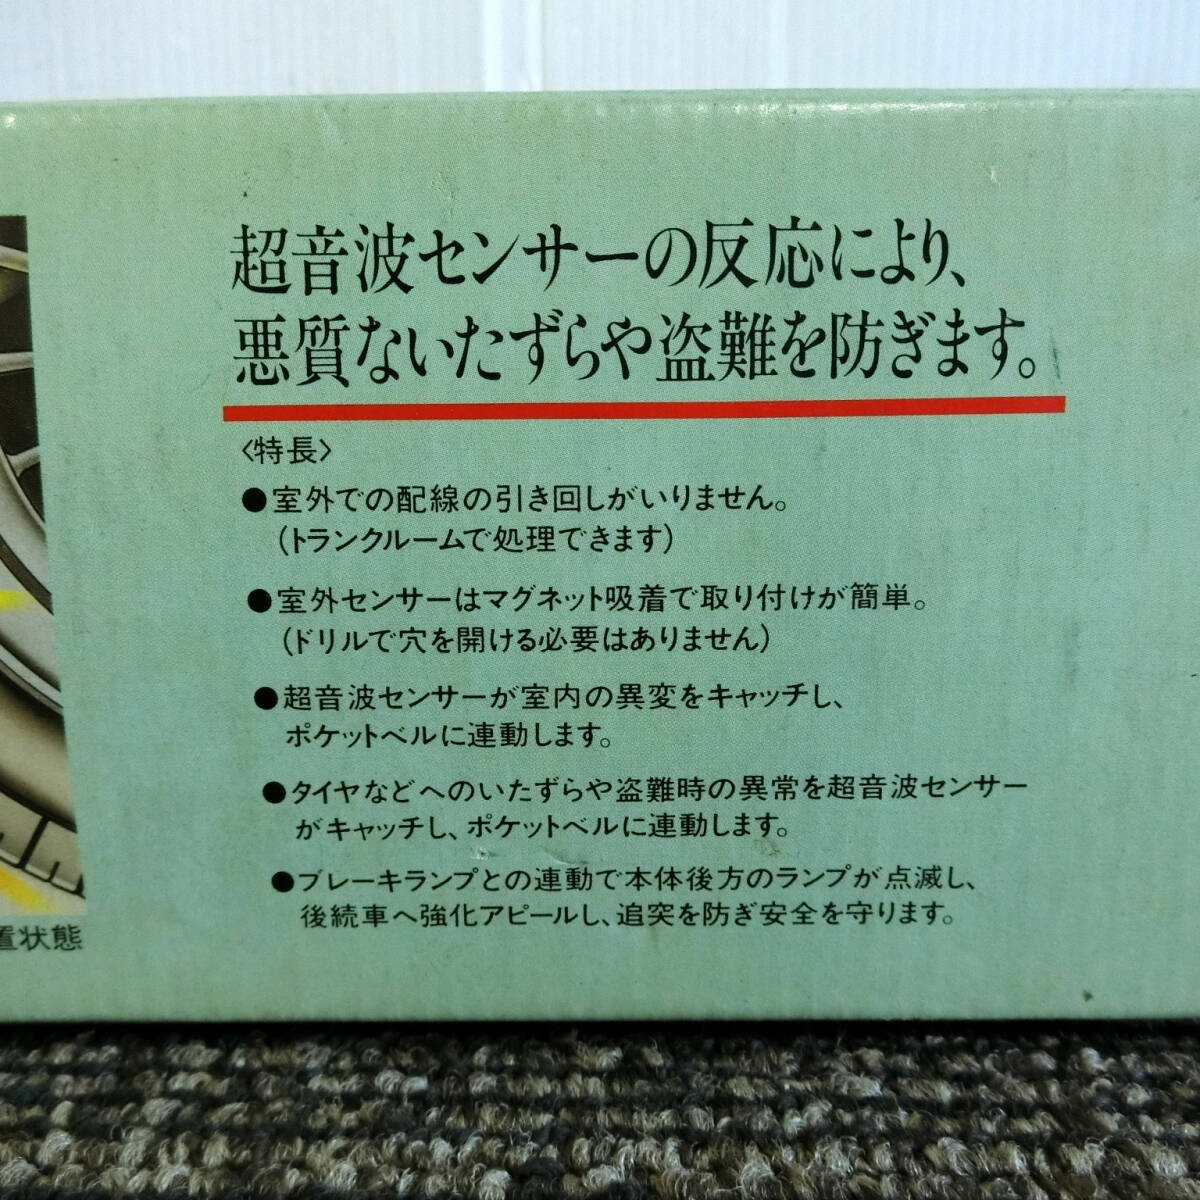 超音波センサーの反応により、
悪質ないたずらや盗難を防ぎます。
〈特長〉
●室外での配線の引き回しがいりません。
(トランクルームで処理できます)
●室外センサーはマグネット吸着で取り付けが簡単。
(ドリルで穴を開ける必要はありません)
●超音波センサーが室内の異変をキャッチし、
ポケットベルに連動します。
●タイヤなどへのいたずらや盗難時の異常を超音波センサー
がキャッチし、ポケットベルに連動します。
●ブレーキランプとの連動で本体後方のランプが点滅し、
後続車へ強化アピールし、追突を防ぎ安全を守ります。
置状態